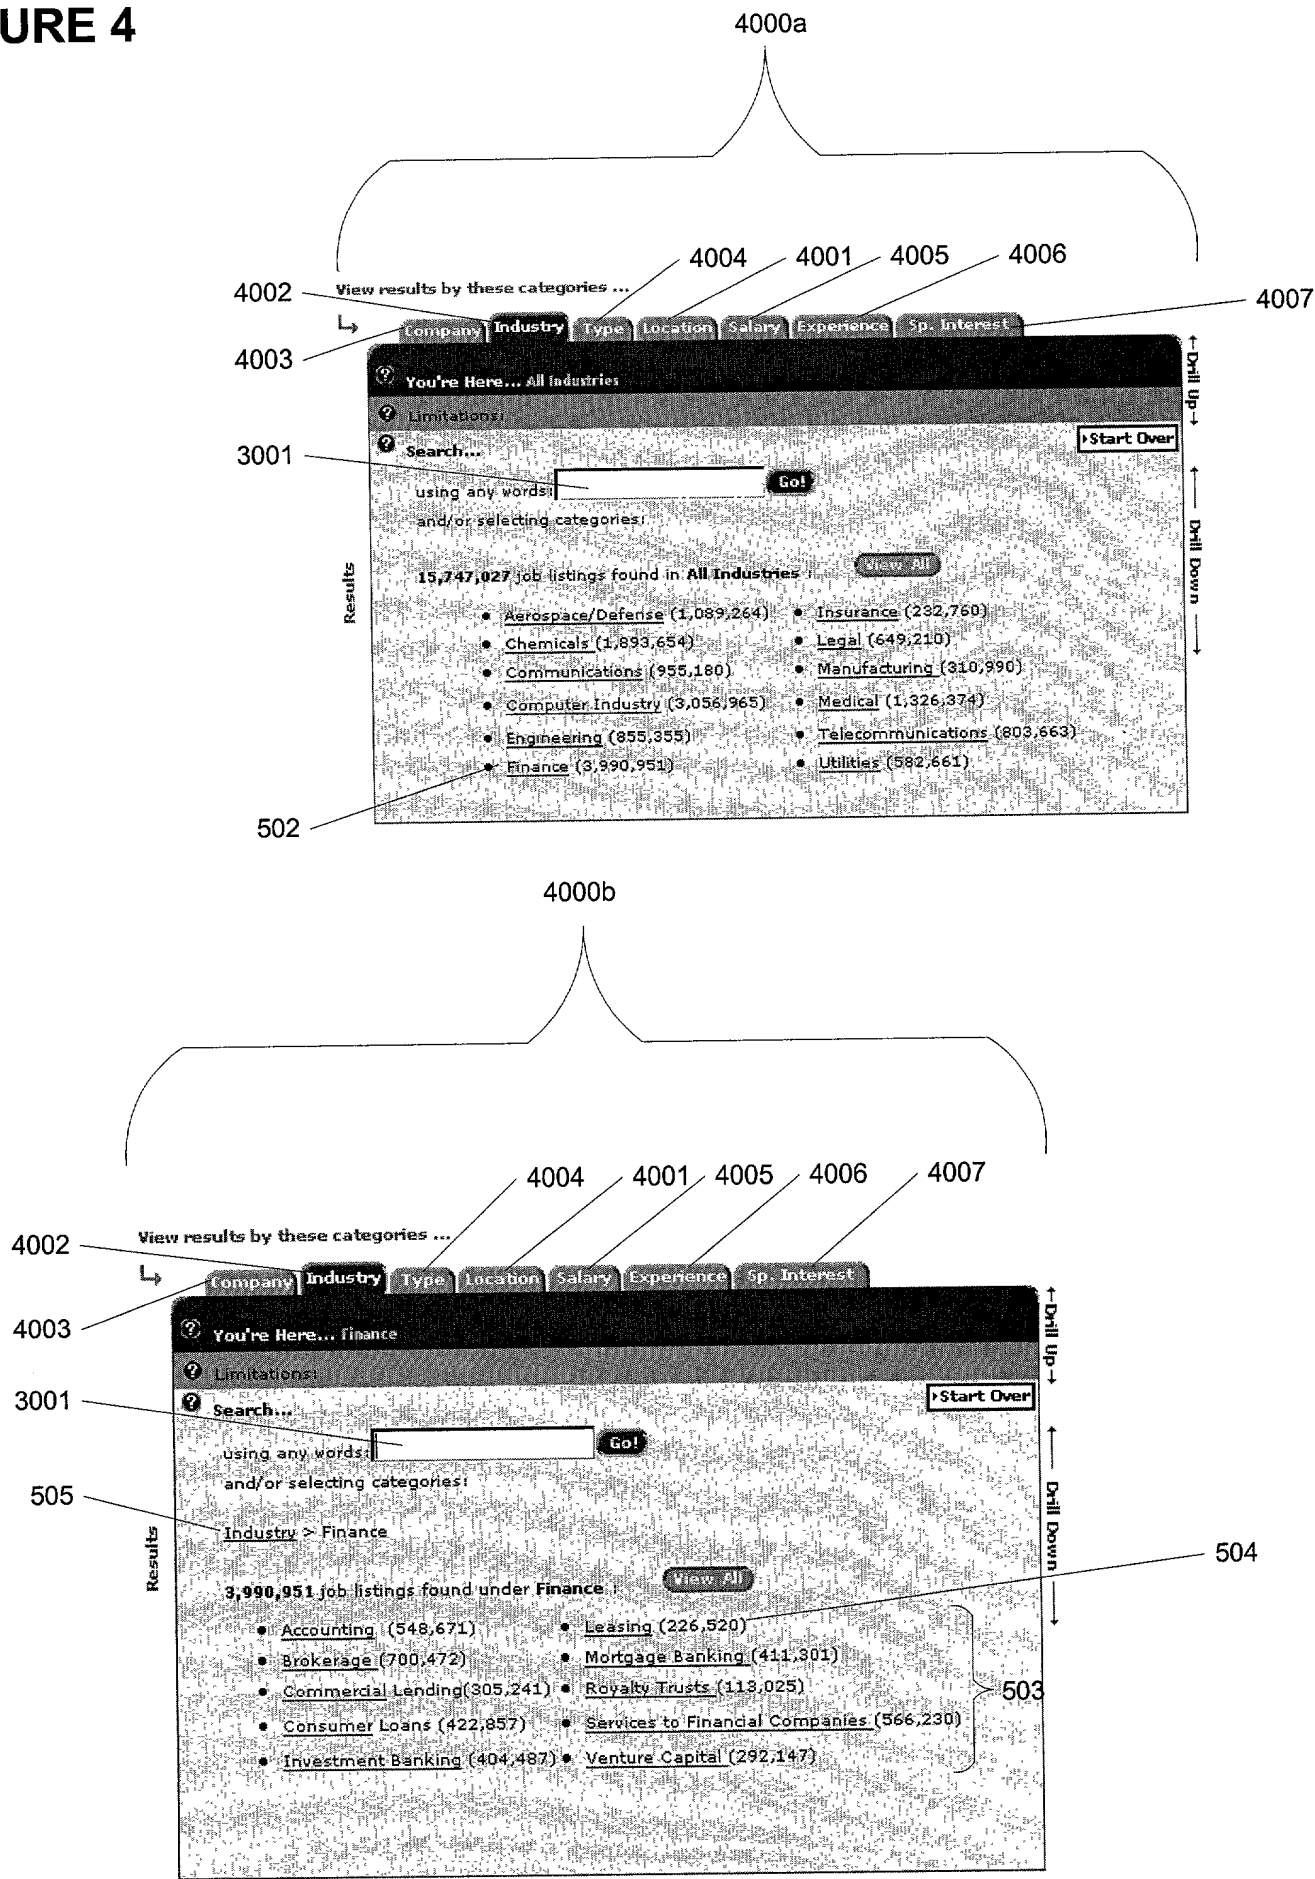 URE 4
4000a
4004 4001 4005 4006
4002 View results by these categories ... 4007
Company Industry Type Location Salary Experience Sp. Interest
4003
You're Here... All Industries
Drill Up
Limitations:
Start Over
3001 Search...
using any words: Go!
and/or selecting categories:
Drill Down
Results
15,747,027 job listings found in All Industries : View All
Aerospace/Defense (1,089,264) Insurance (232,760)
Chemicals (1,893,654) Legal (649,210)
Communications (955,180) Manufacturing (310,990)
Computer Industry (3,056,965) Medical (1,326,374)
Engineering (855,355) Telecommunications (803,663)
Finance (3,990,951) Utilities (582,661)
502
4000b
4004 4001 4005 4006 4007
4002 View results by these categories ...
Company Industry Type Location Salary Experience Sp. Interest
4003
You're Here... Finance
Drill Up
Limitations:
Start Over
3001 Search...
using any words: Go!
and/or selecting categories:
505
Industry > Finance
Drill Down
Results
504
3,990,951 job listings found under Finance : View All
Accounting (548,671) Leasing (226,520)
Brokerage (700,472) Mortgage Banking (411,301)
Commercial Lending(305,241) Royalty Trusts (113,025)
503
Consumer Loans (422,857) Services to Financial Companies (566,230)
Investment Banking (404,487) Venture Capital (292,147)